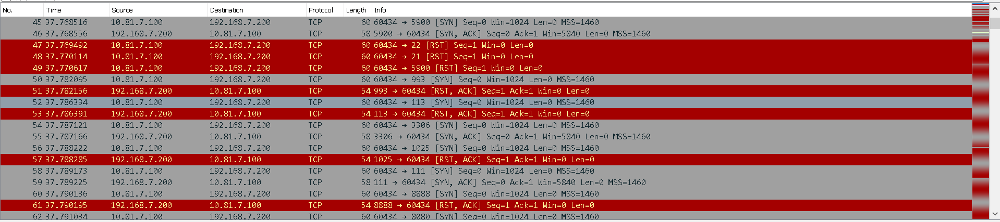 No. Time Source Destination Protocol Length Info
45 37.768516 10.81.7.100 192.168.7.200 TCP 60 60434 → 5900 [SYN] Seq=0 Win=1024 Len=0 MSS=1460
46 37.768556 192.168.7.200 10.81.7.100 TCP 58 5900 → 60434 [SYN, ACK] Seq=0 Ack=1 Win=5840 Len=0 MSS=1460
47 37.769492 10.81.7.100 192.168.7.200 TCP 60 60434 → 22 [RST] Seq=1 Win=0 Len=0
48 37.770114 10.81.7.100 192.168.7.200 TCP 60 60434 → 21 [RST] Seq=1 Win=0 Len=0
49 37.770617 10.81.7.100 192.168.7.200 TCP 60 60434 → 5900 [RST] Seq=1 Win=0 Len=0
50 37.782095 10.81.7.100 192.168.7.200 TCP 60 60434 → 993 [SYN] Seq=0 Win=1024 Len=0 MSS=1460
51 37.782156 192.168.7.200 10.81.7.100 TCP 54 993 → 60434 [RST, ACK] Seq=1 Ack=1 Win=0 Len=0
52 37.786334 10.81.7.100 192.168.7.200 TCP 60 60434 → 113 [SYN] Seq=0 Win=1024 Len=0 MSS=1460
53 37.786391 192.168.7.200 10.81.7.100 TCP 54 113 → 60434 [RST, ACK] Seq=1 Ack=1 Win=0 Len=0
54 37.787121 10.81.7.100 192.168.7.200 TCP 60 60434 → 3306 [SYN] Seq=0 Win=1024 Len=0 MSS=1460
55 37.787166 192.168.7.200 10.81.7.100 TCP 58 3306 → 60434 [SYN, ACK] Seq=0 Ack=1 Win=5840 Len=0 MSS=1460
56 37.788222 10.81.7.100 192.168.7.200 TCP 60 60434 → 1025 [SYN] Seq=0 Win=1024 Len=0 MSS=1460
57 37.788285 192.168.7.200 10.81.7.100 TCP 54 1025 → 60434 [RST, ACK] Seq=1 Ack=1 Win=0 Len=0
58 37.789173 10.81.7.100 192.168.7.200 TCP 60 60434 → 111 [SYN] Seq=0 Win=1024 Len=0 MSS=1460
59 37.789225 192.168.7.200 10.81.7.100 TCP 58 111 → 60434 [SYN, ACK] Seq=0 Ack=1 Win=5840 Len=0 MSS=1460
60 37.790136 10.81.7.100 192.168.7.200 TCP 60 60434 → 8888 [SYN] Seq=0 Win=1024 Len=0 MSS=1460
61 37.790195 192.168.7.200 10.81.7.100 TCP 54 8888 → 60434 [RST, ACK] Seq=1 Ack=1 Win=0 Len=0
62 37.791034 10.81.7.100 192.168.7.200 TCP 60 60434 → 8080 [SYN] Seq=0 Win=1024 Len=0 MSS=1460